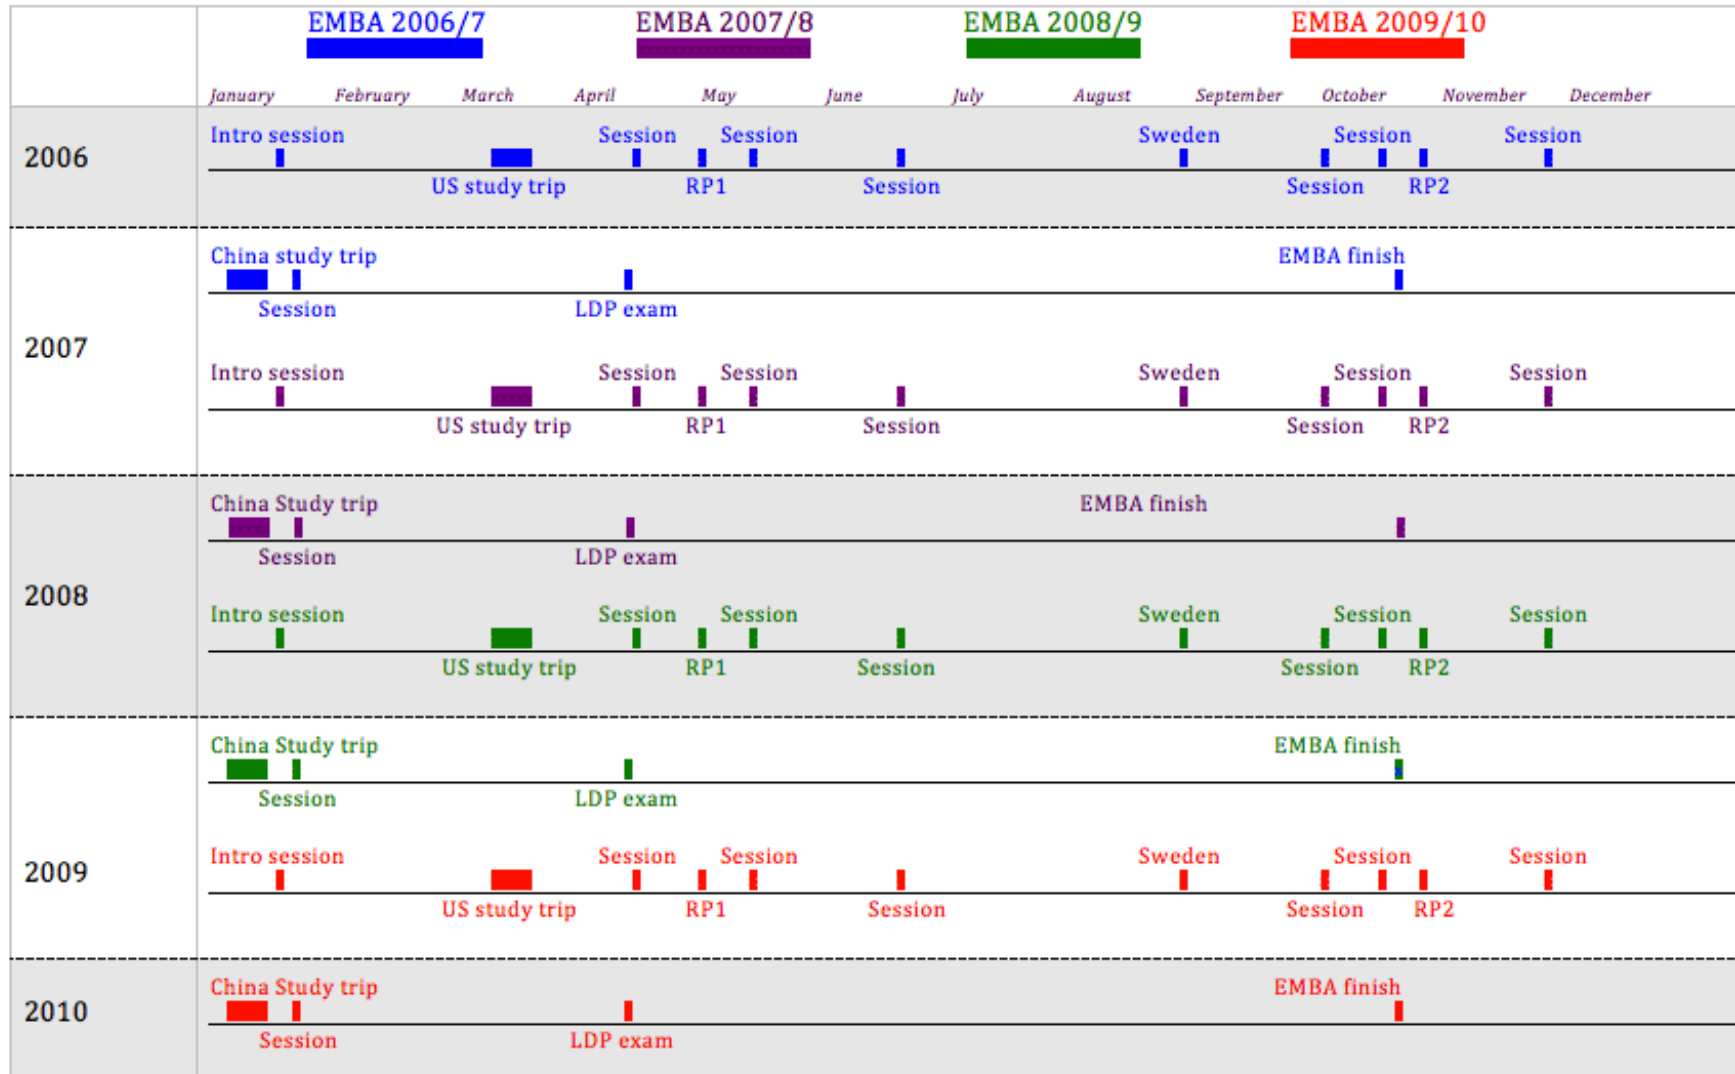 EMBA 2006/7 EMBA 2007/8 EMBA 2008/9 EMBA 2009/10
January February March April May June July August September October November December
2006
Intro session Session Session Sweden Session Session
US study trip RP1 Session Session RP2
2007
China study trip EMBA finish
Session LDP exam
Intro session Session Session Sweden Session Session
US study trip RP1 Session Session RP2
2008
China Study trip EMBA finish
Session LDP exam
Intro session Session Session Sweden Session Session
US study trip RP1 Session Session RP2
2009
China Study trip EMBA finish
Session LDP exam
Intro session Session Session Sweden Session Session
US study trip RP1 Session Session RP2
2010
China Study trip EMBA finish
Session LDP exam